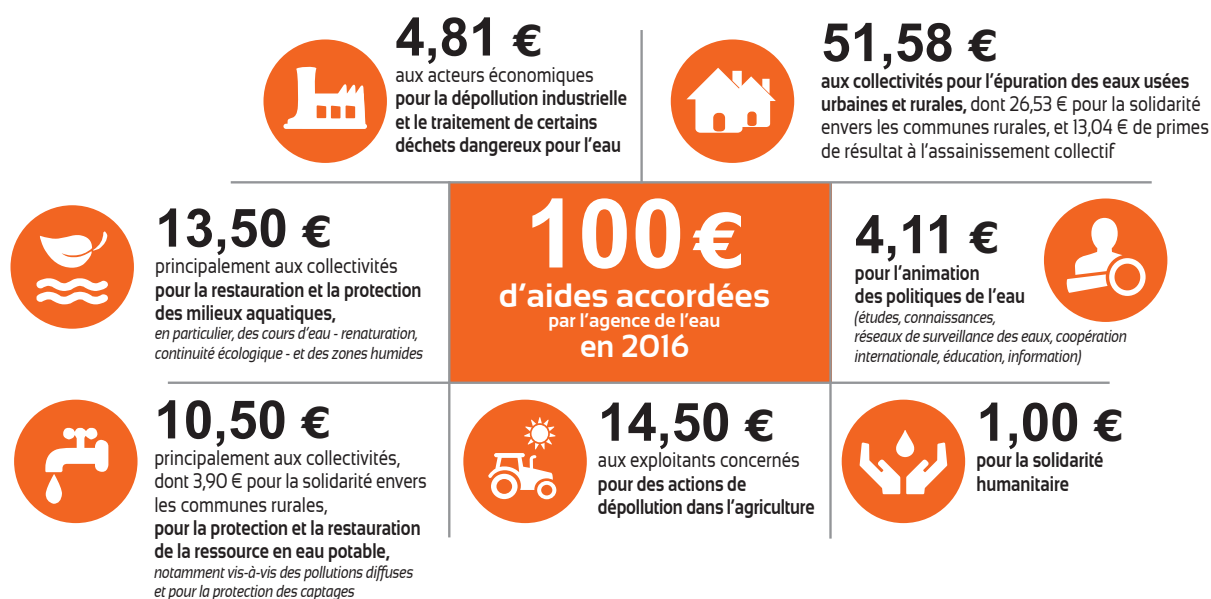 4,81 €
aux acteurs économiques
pour la dépollution industrielle
et le traitement de certains
déchets dangereux pour l'eau
51,58 €
aux collectivités pour l'épuration des eaux usées
urbaines et rurales, dont 26,53 € pour la solidarité
envers les communes rurales, et 13,04 € de primes
de résultat à l'assainissement collectif
13,50 €
principalement aux collectivités
pour la restauration et la protection
des milieux aquatiques,
en particulier, des cours d'eau - renaturation,
continuité écologique - et des zones humides
100 €
d'aides accordées
par l'agence de l'eau
en 2016
4,11 €
pour l'animation
des politiques de l'eau
(études, connaissances,
réseaux de surveillance des eaux, coopération
internationale, éducation, information)
10,50 €
principalement aux collectivités,
dont 3,90 € pour la solidarité envers
les communes rurales,
pour la protection et la restauration
de la ressource en eau potable,
notamment vis-à-vis des pollutions diffuses
et pour la protection des captages
14,50 €
aux exploitants concernés
pour des actions de
dépollution dans l'agriculture
1,00 €
pour la solidarité
humanitaire